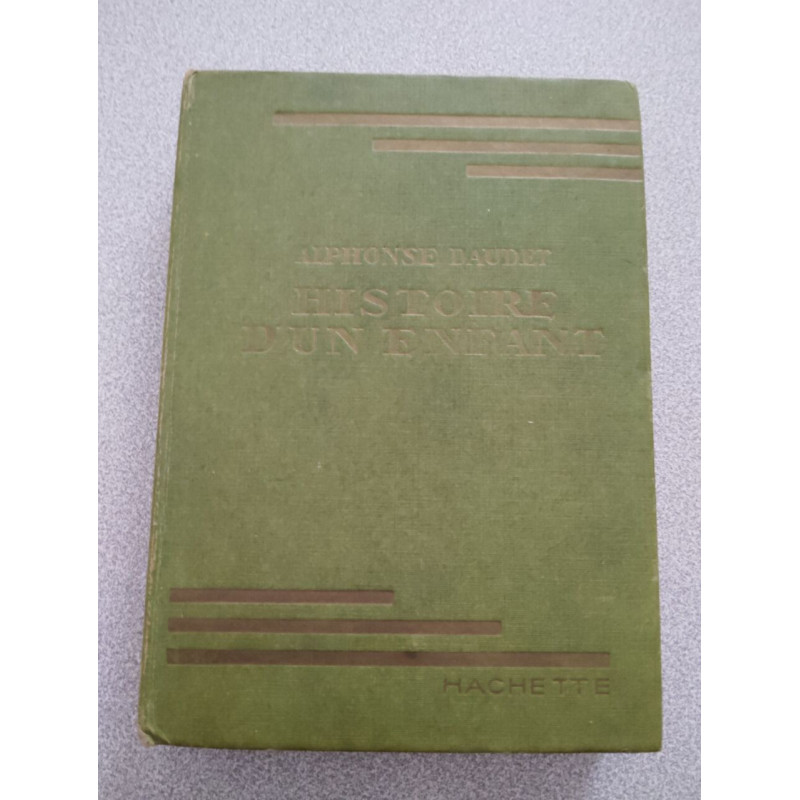 ALPHONSE DAUDET
HISTOIRE
D'UN ENFANT
HACHETTE